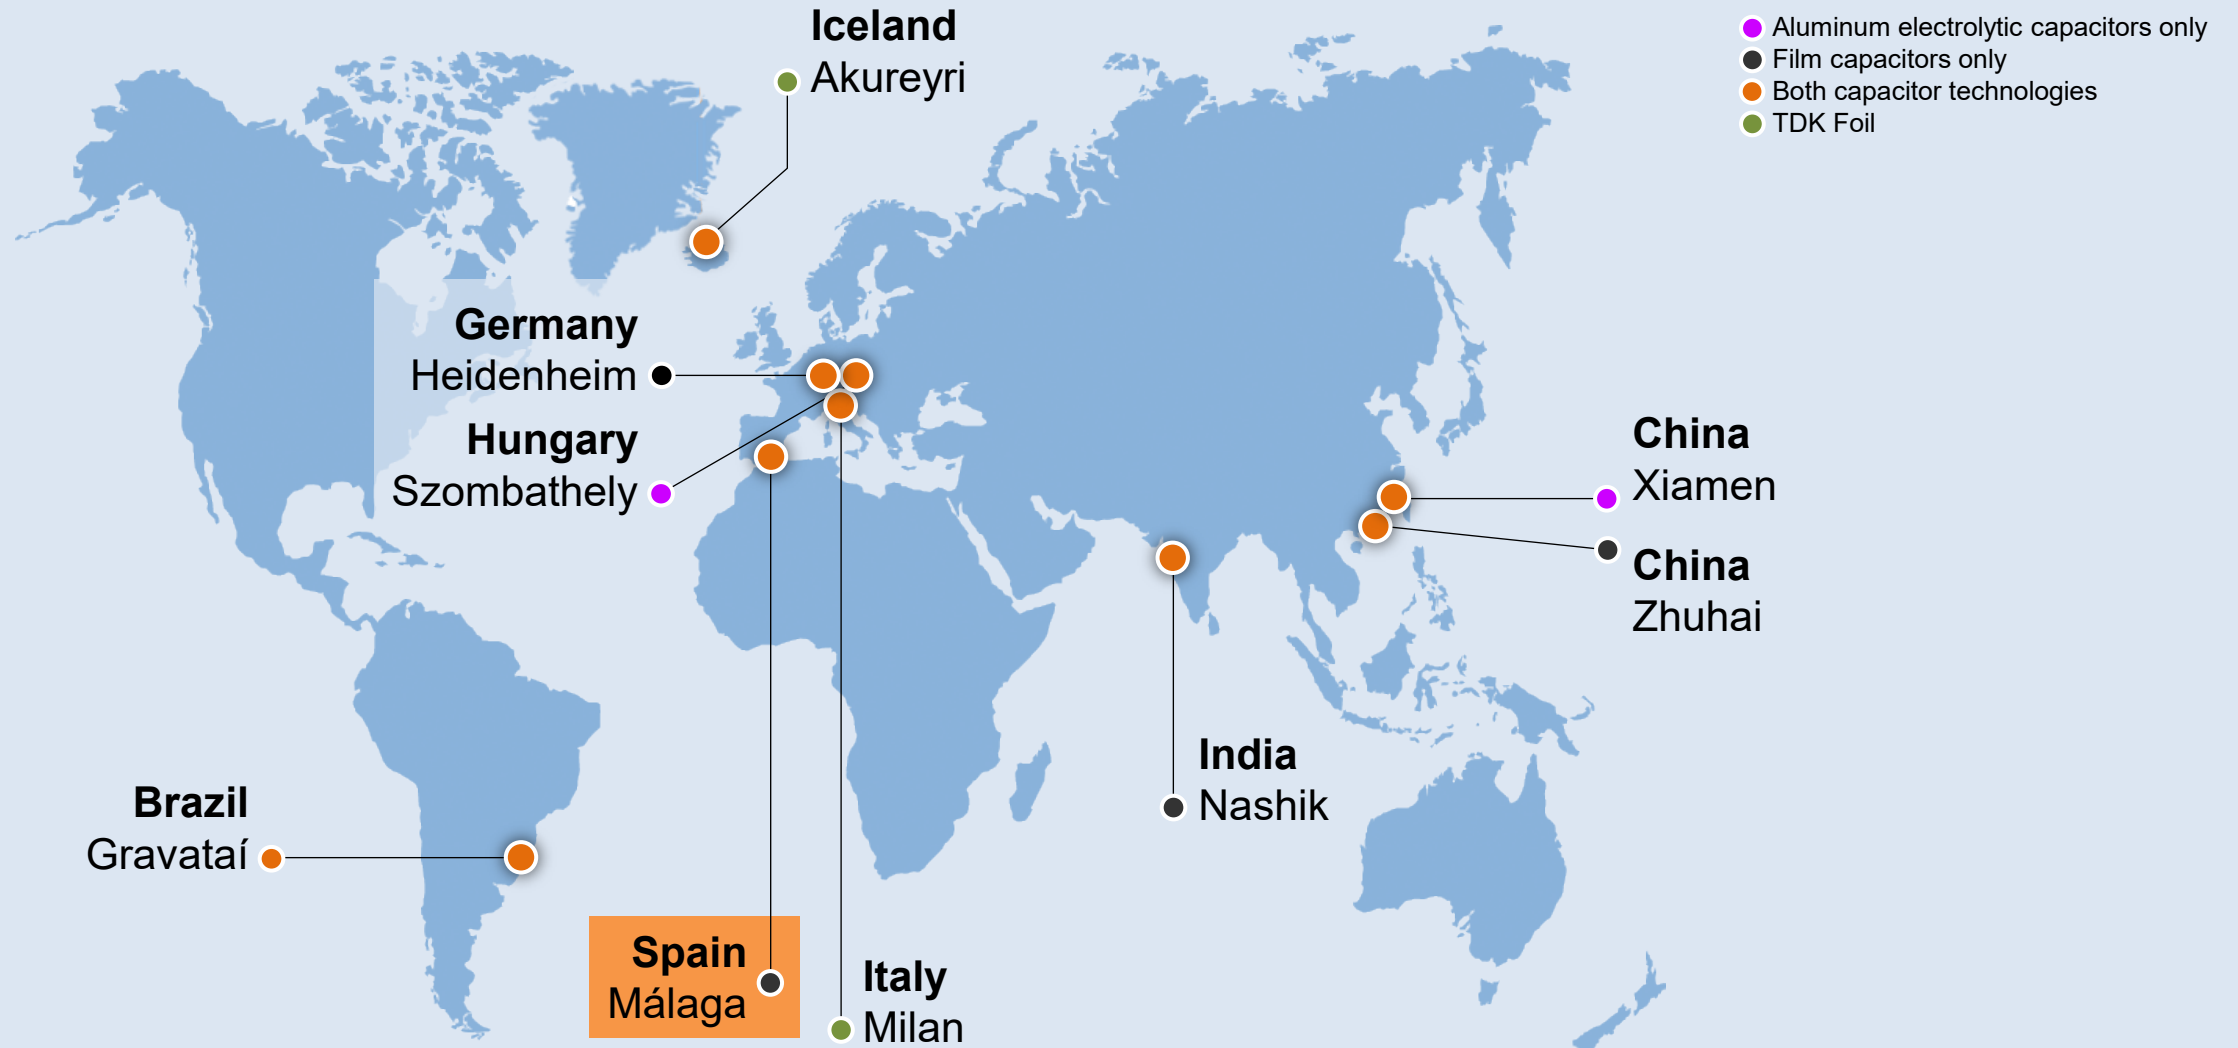 Iceland
Akureyri
Aluminum electrolytic capacitors only
Film capacitors only
Both capacitor technologies
TDK Foil
Germany
Heidenheim
Hungary
Szombathely
China
Xiamen
China
Zhuhai
India
Nashik
Brazil
Gravataí
Spain
Málaga
Italy
Milan